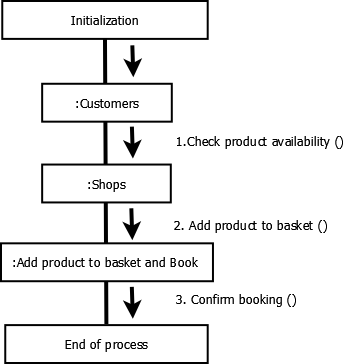 Initialization
:Customers
1.Check product availability ()
:Shops
2. Add product to basket ()
:Add product to basket and Book
3. Confirm booking ()
End of process